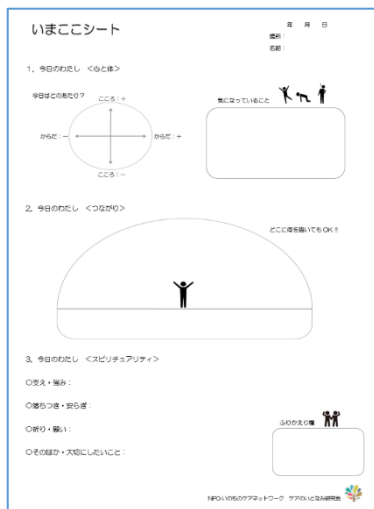 いまここシート
年 月 日
場所:
名前:
1、今日のわたし <心と体>
今日はどのあたり?
こころ:+
からだ:-
からだ:+
こころ:-
気になっていること
2、今日のわたし <つながり>
どこに何を描いてもOK!!
3、今日のわたし <スピリチュアリティ>
〇支え・強み:
〇落ちつき・安らぎ:
〇祈り・願い:
〇そのほか・大切にしたいこと:
ふりかえり欄
NPOいのちのケアネットワーク ケアのいとなみ研究会